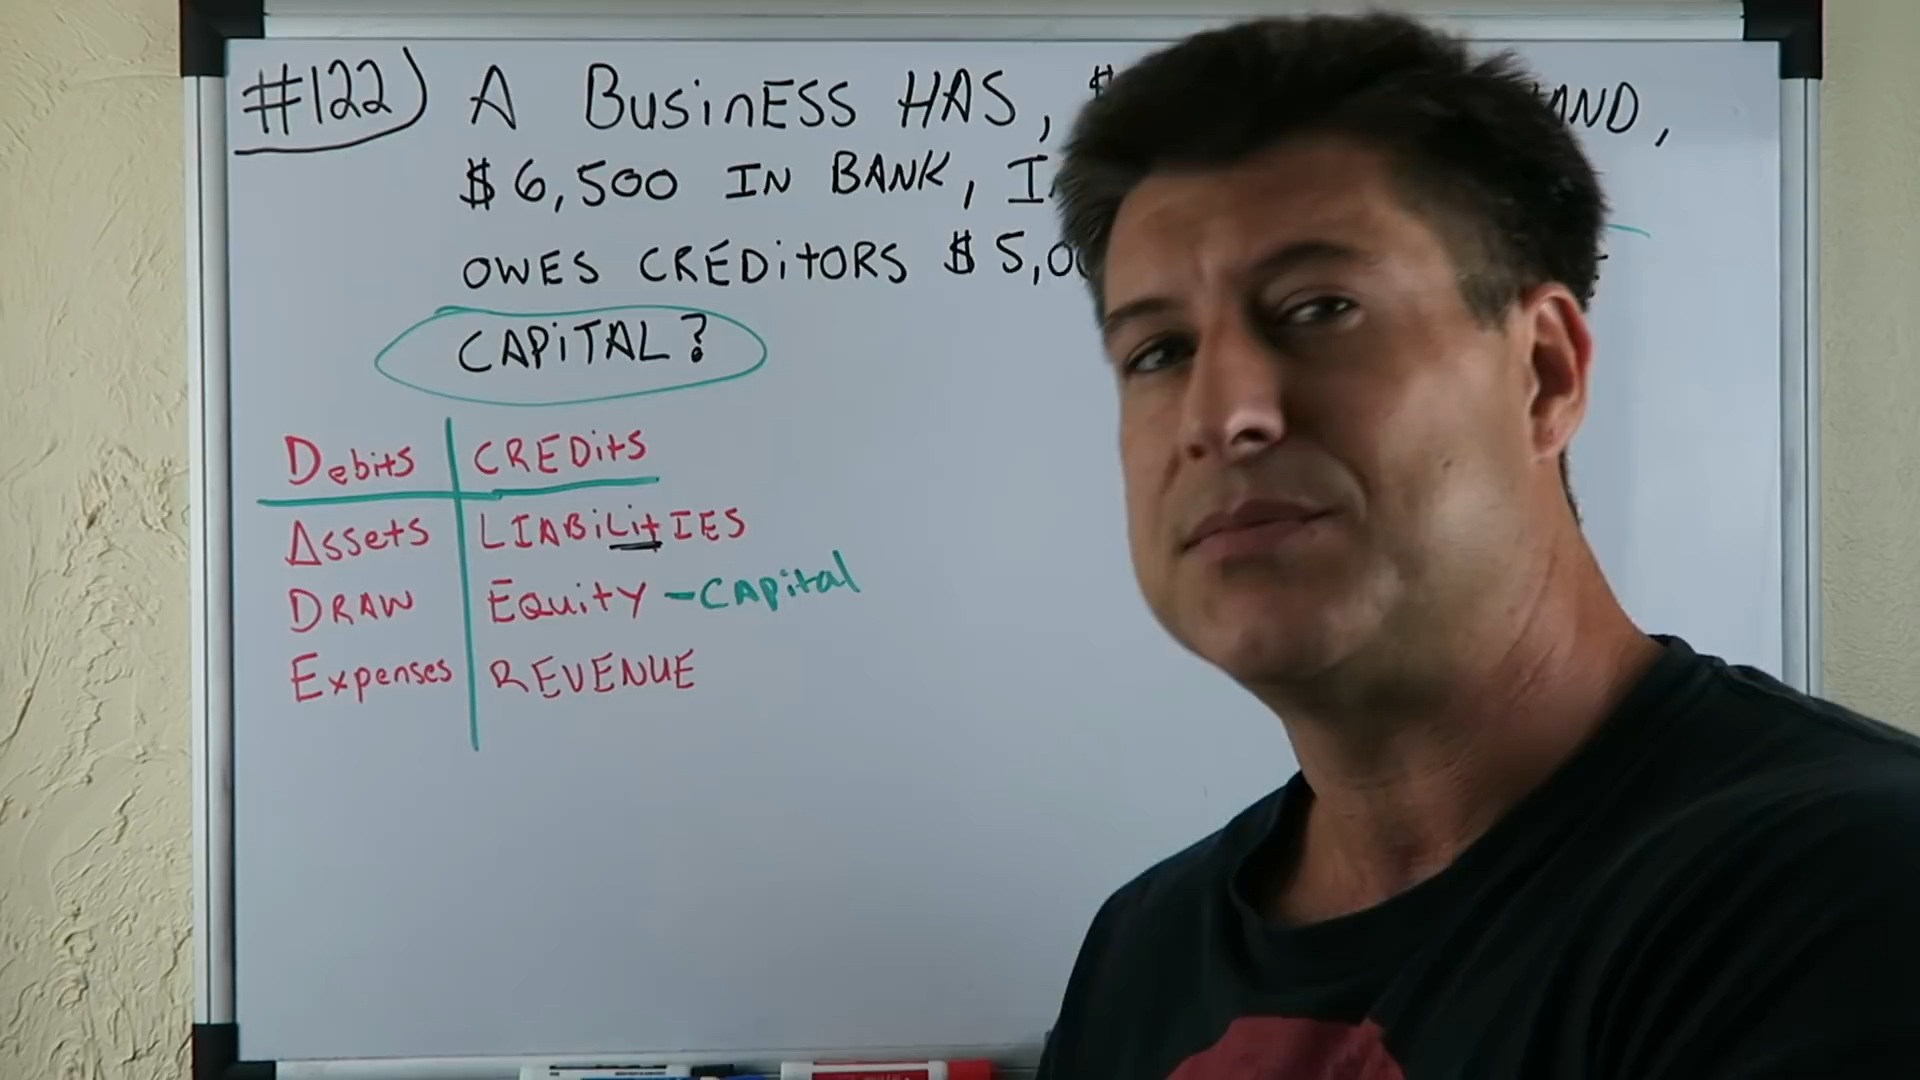 #122) A BusinESS HAS, $
$6,500 IN BANK,
OWES CREDitORS $5,0
CAPiTAL?
Debits CREDits
Assets LIABiLitIES
DRAW EQuiTY - CAPital
Expenses REVENUE